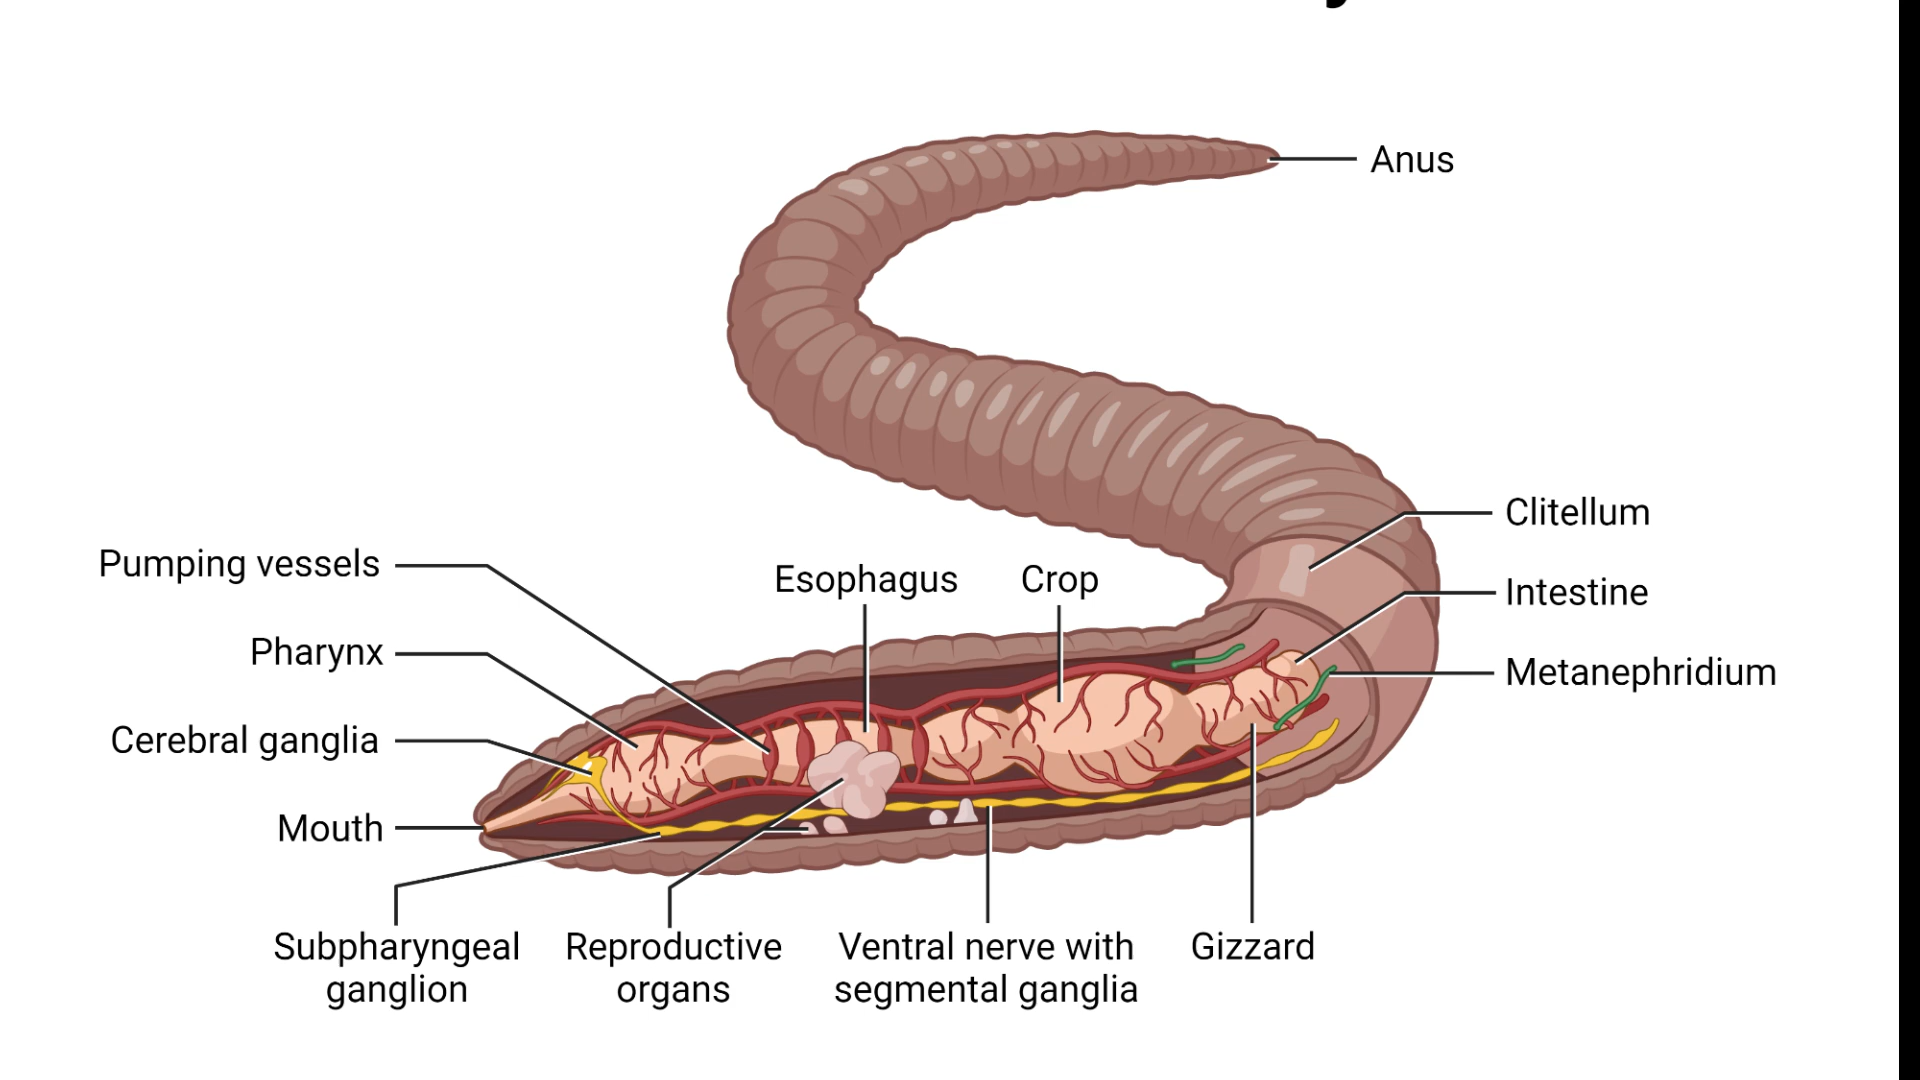 Anus
Clitellum
Pumping vessels
Esophagus
Crop
Intestine
Pharynx
Metanephridium
Cerebral ganglia
Mouth
Subpharyngeal
ganglion
Reproductive
organs
Ventral nerve with
segmental ganglia
Gizzard